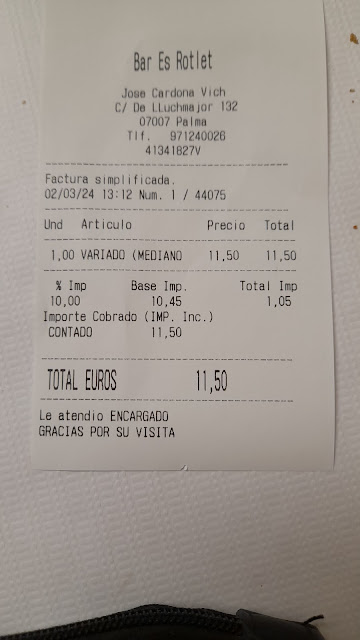 Bar Es Rotlet
Jose Cardona Vich
C/ De LLuchmajor 132
07007 Palma
Tlf. 971240026
41341827V
Factura simplificada.
02/03/24 13:12 Num. 1 / 44075
Und Articulo Precio Total
1,00 VARIADO (MEDIANO 11,50 11,50
% Imp Base Imp. Total Imp
10,00 10,45 1,05
Importe Cobrado (IMP. Inc.)
CONTADO 11,50
TOTAL EUROS 11,50
Le atendio ENCARGADO
GRACIAS POR SU VISITA